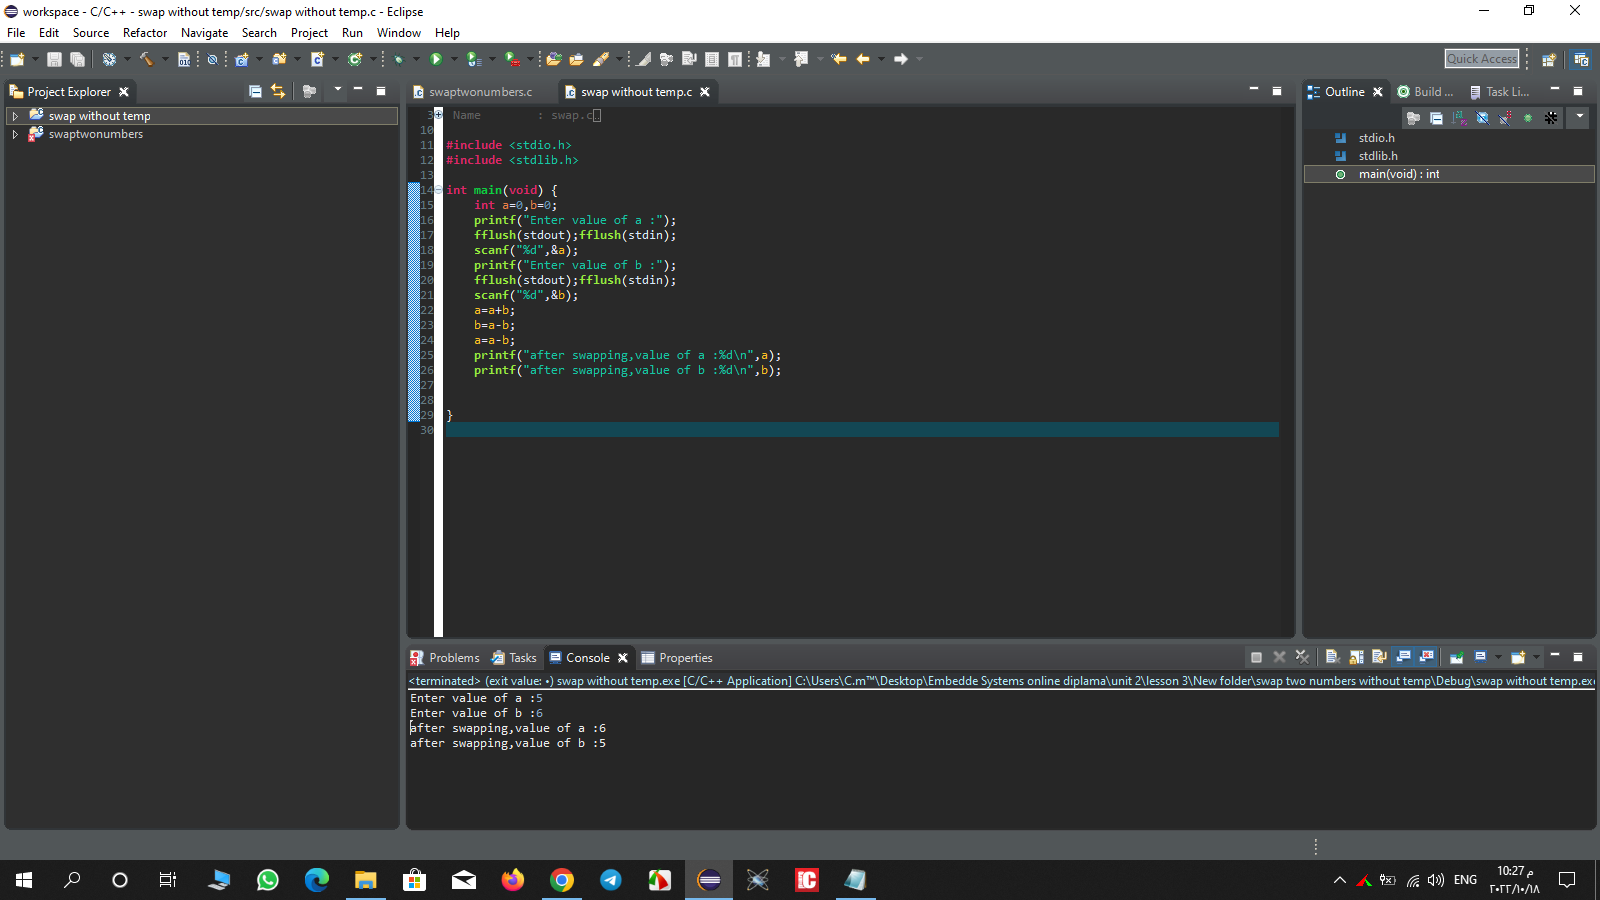 workspace - C/C++ - swap without temp/src/swap without temp.c - Eclipse
File Edit Source Refactor Navigate Search Project Run Window Help
Quick Access
Project Explorer
swap without temp
swaptwonumbers
swaptwonumbers.c swap without temp.c
3 Name : swap.c
10
11 #include <stdio.h>
12 #include <stdlib.h>
13
14 int main(void) {
15 int a=0,b=0;
16 printf("Enter value of a :");
17 fflush(stdout);fflush(stdin);
18 scanf("%d",&a);
19 printf("Enter value of b :");
20 fflush(stdout);fflush(stdin);
21 scanf("%d",&b);
22 a=a+b;
23 b=a-b;
24 a=a-b;
25 printf("after swapping,value of a :%d\n",a);
26 printf("after swapping,value of b :%d\n",b);
27
28
29 }
30
Outline Build ... Task Li...
stdio.h
stdlib.h
main(void) : int
Problems Tasks Console Properties
<terminated> (exit value: ٠) swap without temp.exe [C/C++ Application] C:\Users\C.m™\Desktop\Embedde Systems online diplama\unit 2\lesson 3\New folder\swap two numbers without temp\Debug\swap without temp.exe
Enter value of a :5
Enter value of b :6
after swapping,value of a :6
after swapping,value of b :5
ENG
10:27 م
٢٠٢٢/١٠/١٨